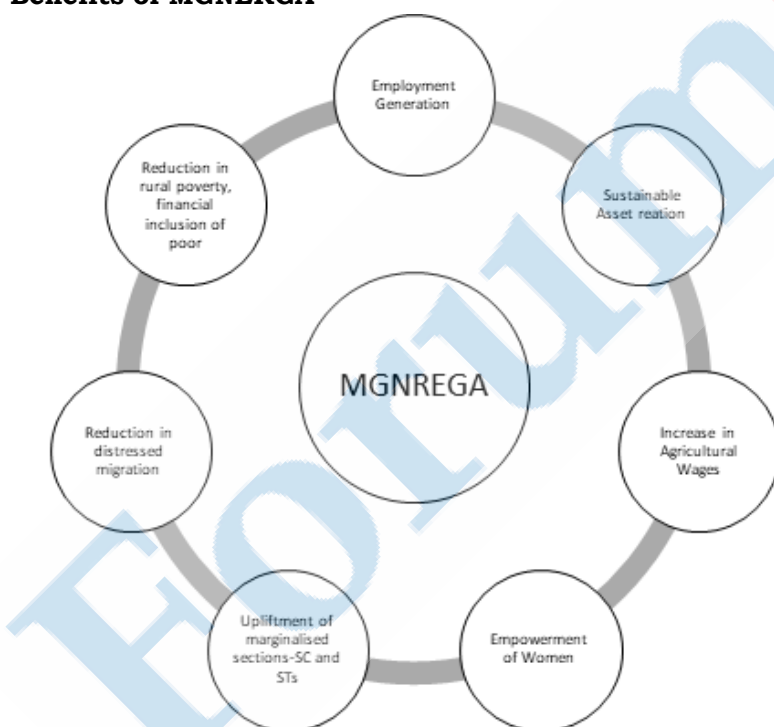 Benefits of MGNERGA
Employment
Generation
Sustainable
Asset reation
Increase in
Agricultural
Wages
Empowerment
of Women
Upliftment of
marginalised
sections-SC and
STs
Reduction in
distressed
migration
Reduction in
rural poverty,
financial
inclusion of
poor
MGNREGA
Forum